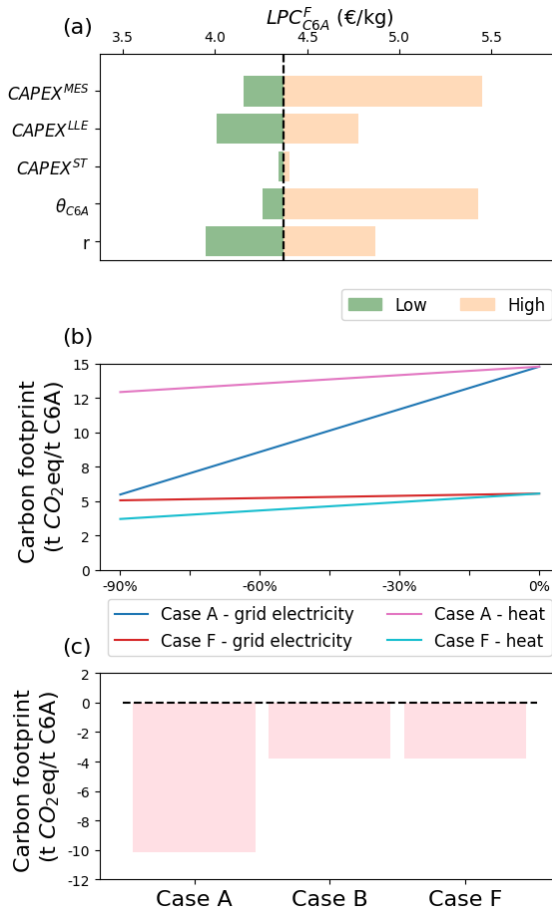 (a)
LPC^F_C6A (€/kg)
3.5 4.0 4.5 5.0 5.5
CAPEX^MES
CAPEX^LLE
CAPEX^ST
θ_C6A
r
Low High
(b)
Carbon footprint
(t CO_2eq/t C6A)
15
12
10
8
5
2
0
-90% -60% -30% 0%
Case A - grid electricity Case A - heat
Case F - grid electricity Case F - heat
(c)
Carbon footprint
(t CO_2eq/t C6A)
2
0
-2
-4
-6
-8
-10
-12
Case A Case B Case F